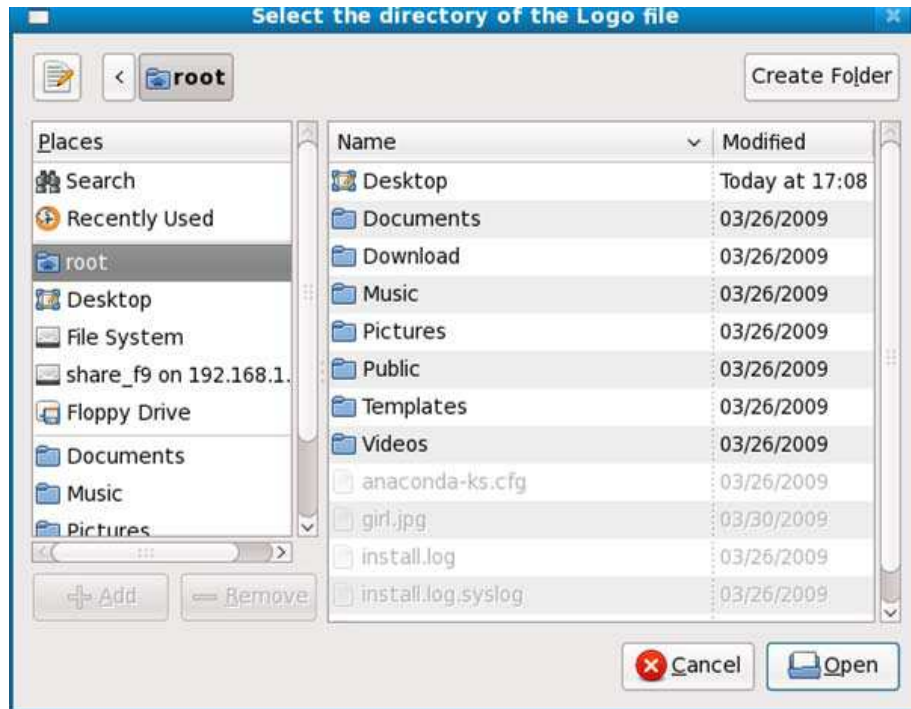 Select the directory of the Logo file
< root
Create Folder
Places
Search
Recently Used
root
Desktop
File System
share_f9 on 192.168.1.
Floppy Drive
Documents
Music
Pictures
Add
Remove
Name Modified
Desktop Today at 17:08
Documents 03/26/2009
Download 03/26/2009
Music 03/26/2009
Pictures 03/26/2009
Public 03/26/2009
Templates 03/26/2009
Videos 03/26/2009
anaconda-ks.cfg 03/26/2009
girl.jpg 03/30/2009
install.log 03/26/2009
install.log.syslog 03/26/2009
Cancel
Open